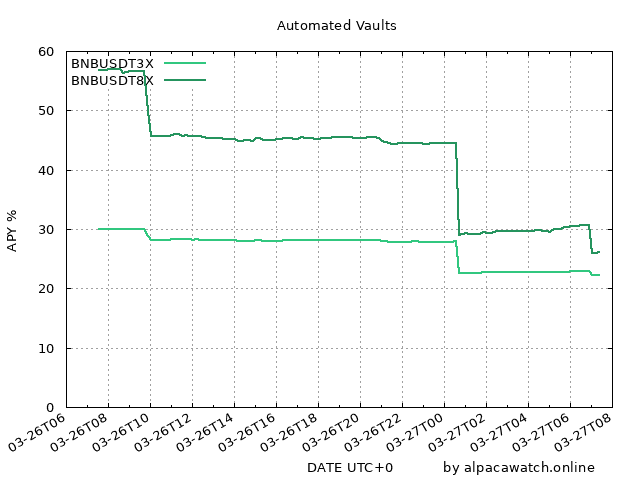 Automated Vaults
BNBUSDT3X
BNBUSDT8X
APY %
60
50
40
30
20
10
0
03-26T06
03-26T08
03-26T10
03-26T12
03-26T14
03-26T16
03-26T18
03-26T20
03-26T22
03-27T00
03-27T02
03-27T04
03-27T06
03-27T08
DATE UTC+0
by alpacawatch.online